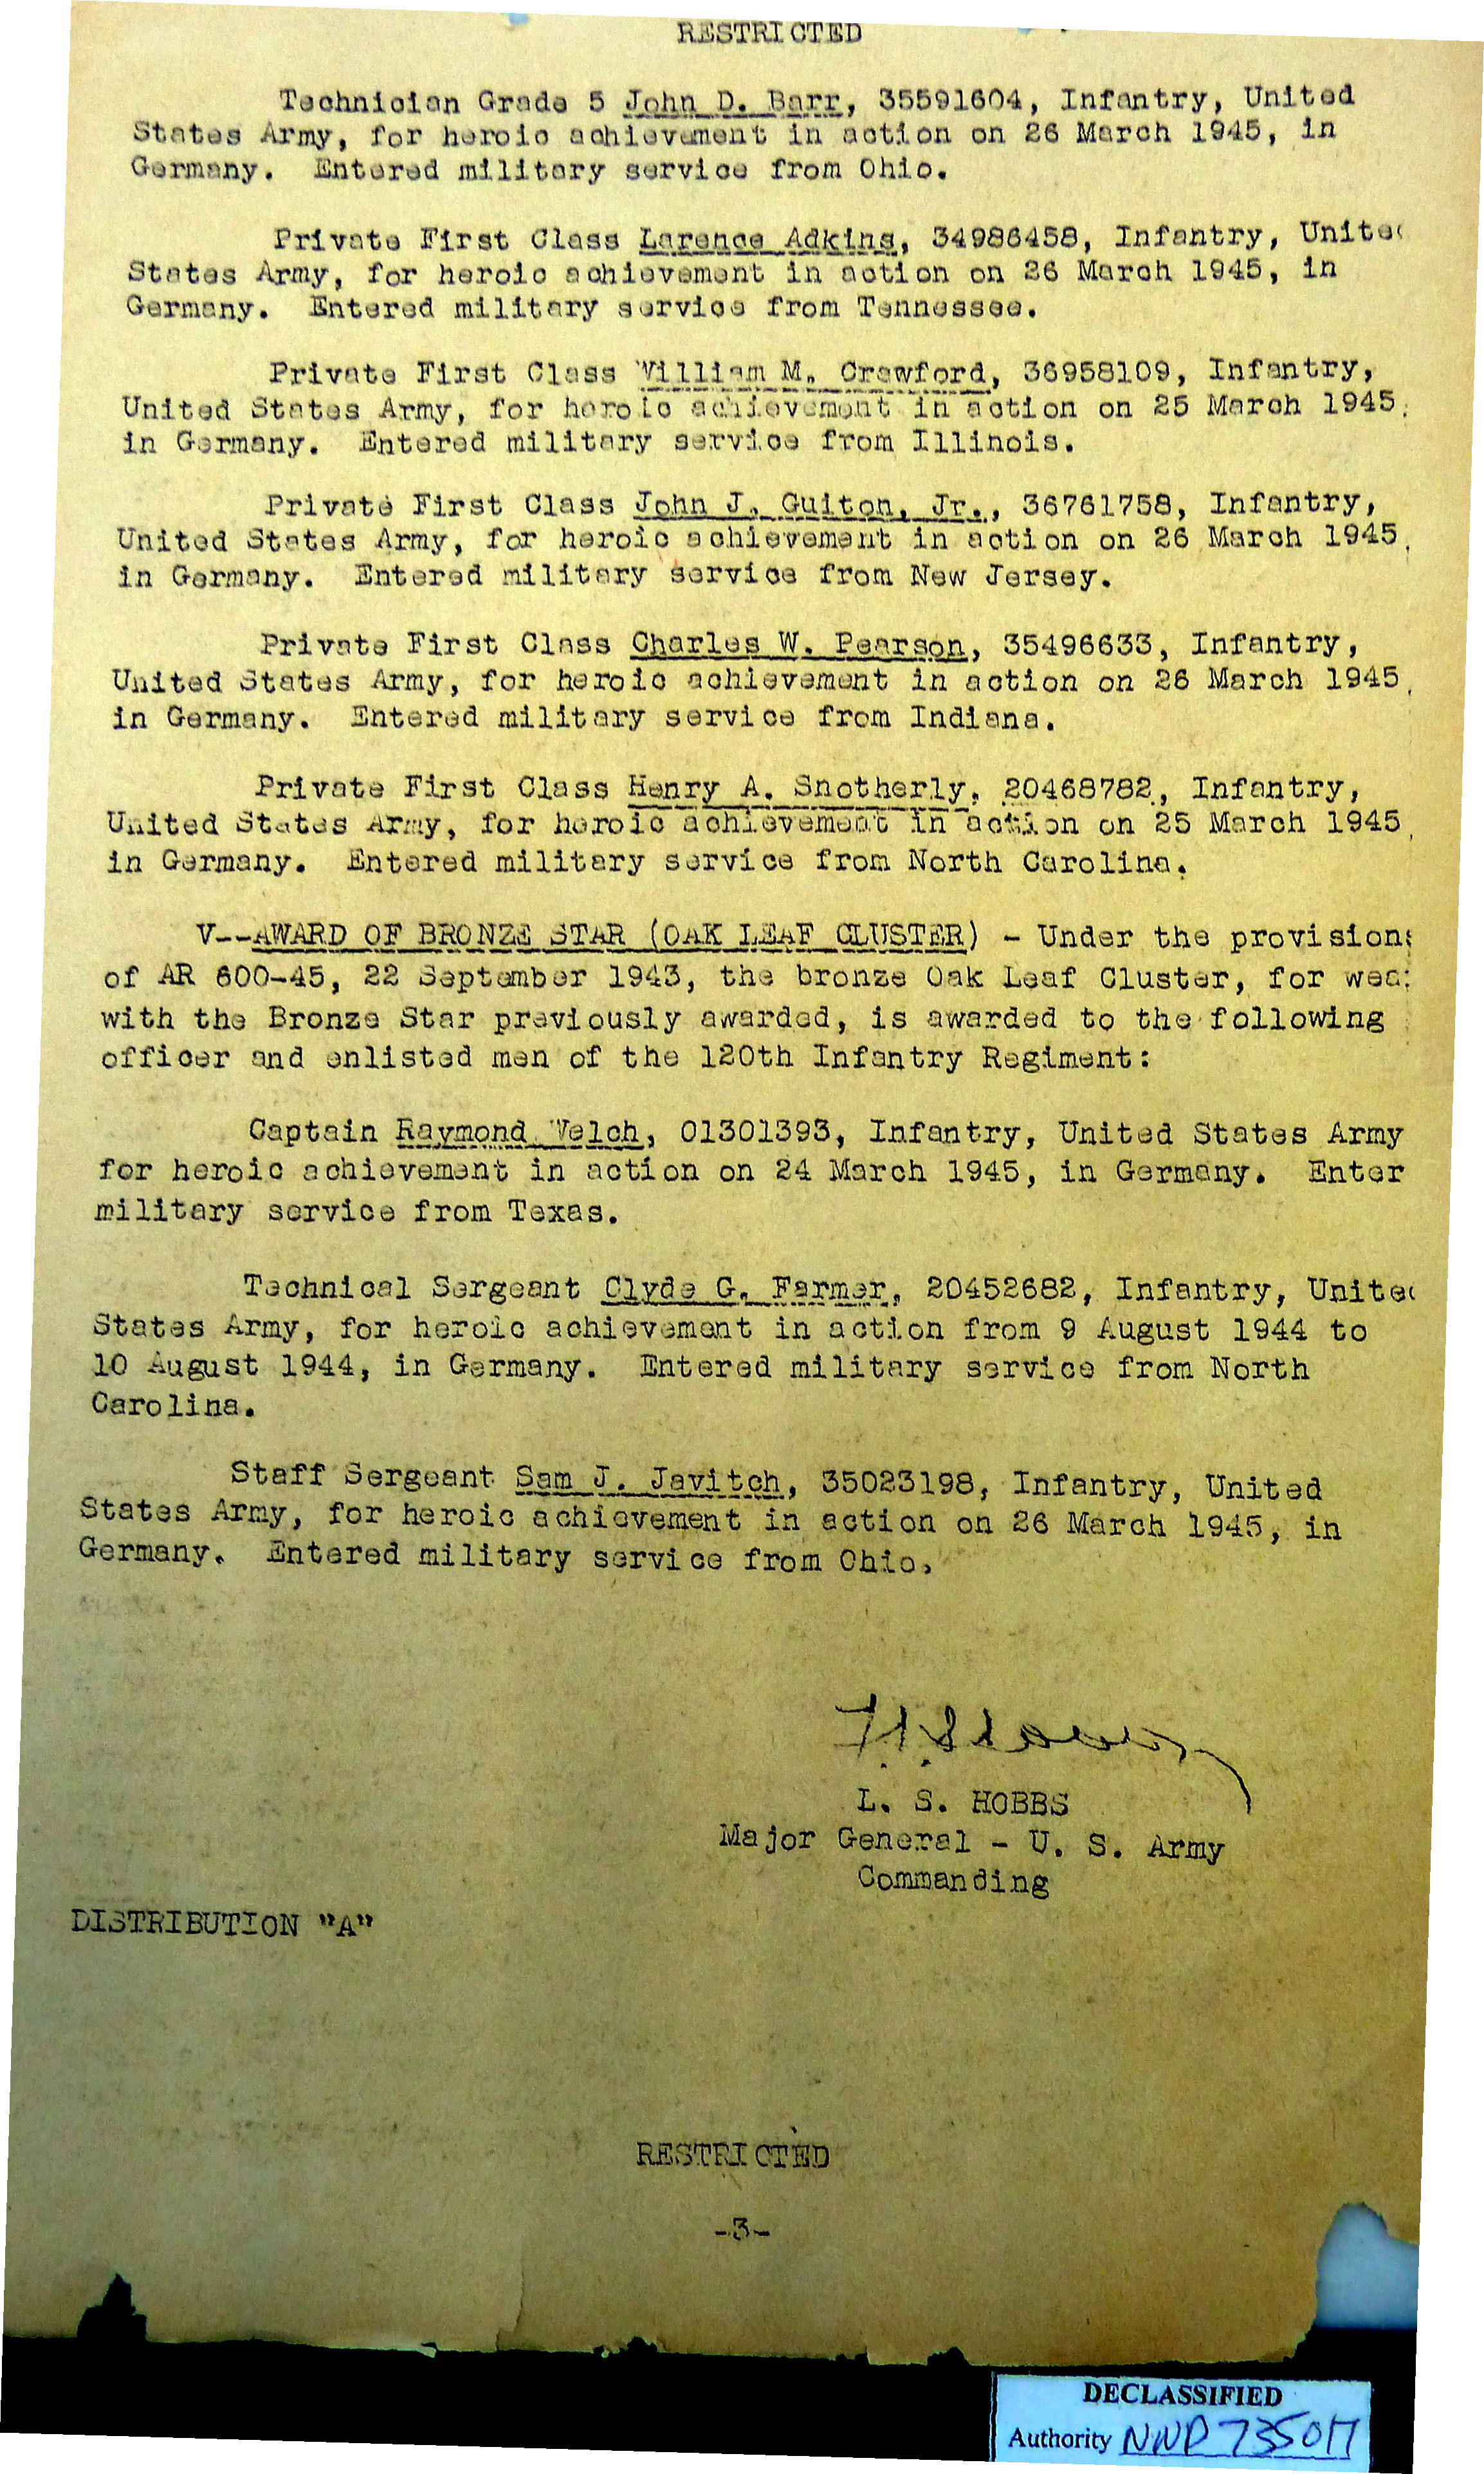 RESTRICTED
Technician Grade 5 John D. Barr, 35591604, Infantry, United
States Army, for heroic achievement in action on 26 March 1945, in
Germany. Entered military service from Ohio.
Private First Class Larence Adkins, 34986458, Infantry, United
States Army, for heroic achievement in action on 26 March 1945, in
Germany. Entered military service from Tennessee.
Private First Class William M. Crawford, 36958109, Infantry,
United States Army, for heroic achievement in action on 25 March 1945,
in Germany. Entered military service from Illinois.
Private First Class John J. Guiton, Jr., 36761758, Infantry,
United States Army, for heroic achievement in action on 26 March 1945,
in Germany. Entered military service from New Jersey.
Private First Class Charles W. Pearson, 35496633, Infantry,
United States Army, for heroic achievement in action on 26 March 1945,
in Germany. Entered military service from Indiana.
Private First Class Henry A. Snotherly, 20468782, Infantry,
United States Army, for heroic achievement in action on 25 March 1945,
in Germany. Entered military service from North Carolina.
V--AWARD OF BRONZE STAR (OAK LEAF CLUSTER) - Under the provisions
of AR 600-45, 22 September 1943, the bronze Oak Leaf Cluster, for wear
with the Bronze Star previously awarded, is awarded to the following
officer and enlisted men of the 120th Infantry Regiment:
Captain Raymond Welch, 01301393, Infantry, United States Army
for heroic achievement in action on 24 March 1945, in Germany. Enter
military service from Texas.
Technical Sergeant Clyde G. Farmer, 20452682, Infantry, United
States Army, for heroic achievement in action from 9 August 1944 to
10 August 1944, in Germany. Entered military service from North
Carolina.
Staff Sergeant Sam J. Javitch, 35023198, Infantry, United
States Army, for heroic achievement in action on 26 March 1945, in
Germany. Entered military service from Ohio.
L. S. HOBBS
Major General - U. S. Army
Commanding
DISTRIBUTION "A"
RESTRICTED
-3-
DECLASSIFIED
Authority NND 735017